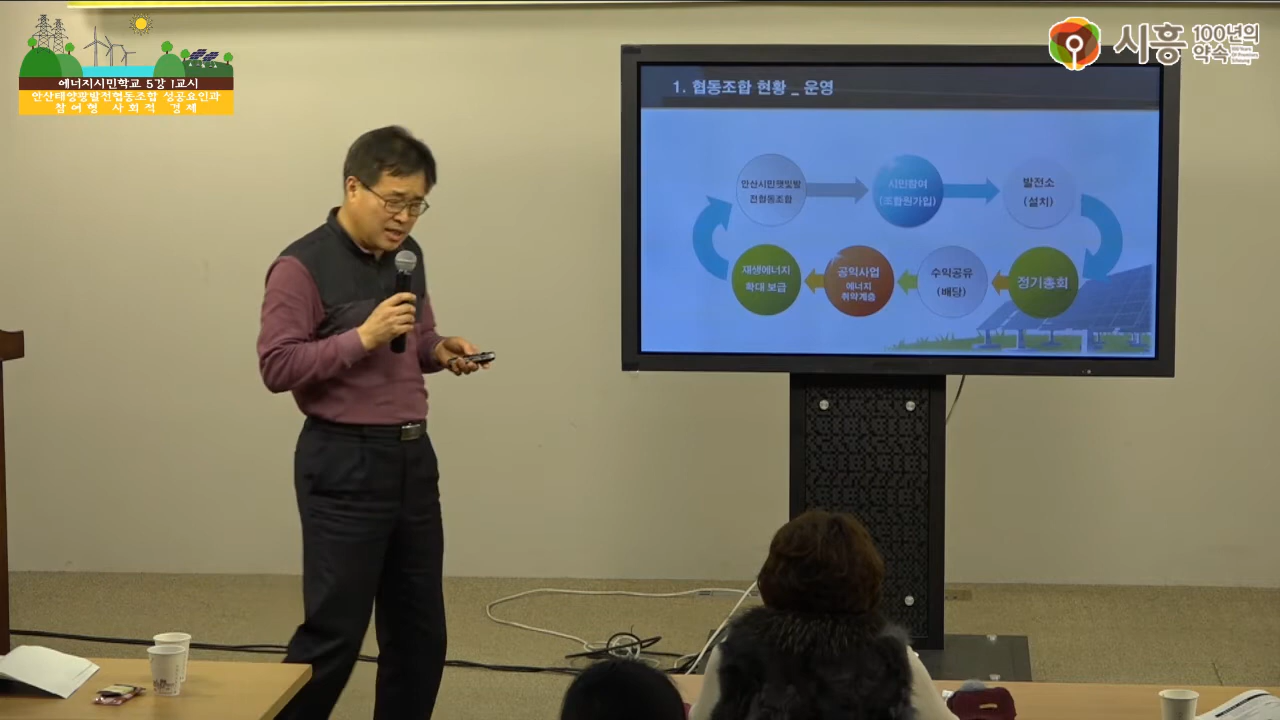 에너지시민학교 5강 1교시
안산태양광발전협동조합 성공요인과
참여형 사회적 경제
시흥 100년의
약속
1. 협동조합 현황 _ 운영
안산시민햇빛발
전협동조합
시민참여
(조합원가입)
발전소
(설치)
재생에너지
확대 보급
공익사업
에너지
취약계층
수익공유
(배당)
정기총회